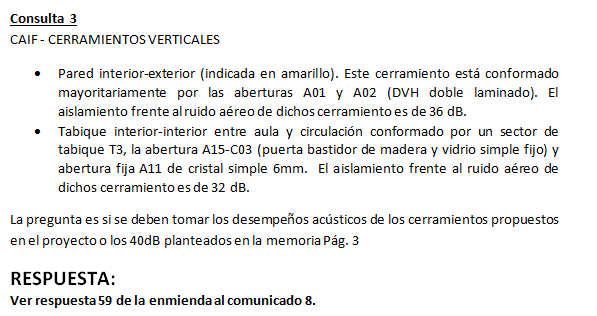 Consulta 3
CAIF - CERRAMIENTOS VERTICALES
• Pared interior-exterior (indicada en amarillo). Este cerramiento está conformado
mayoritariamente por las aberturas A01 y A02 (DVH doble laminado). El
aislamiento frente al ruido aéreo de dichos cerramiento es de 36 dB.
• Tabique interior-interior entre aula y circulación conformado por un sector de
tabique T3, la abertura A15-C03 (puerta bastidor de madera y vidrio simple fijo) y
abertura fija A11 de cristal simple 6mm. El aislamiento frente al ruido aéreo de
dichos cerramiento es de 32 dB.
La pregunta es si se deben tomar los desempeños acústicos de los cerramientos propuestos
en el proyecto o los 40dB planteados en la memoria Pág. 3
RESPUESTA:
Ver respuesta 59 de la enmienda al comunicado 8.